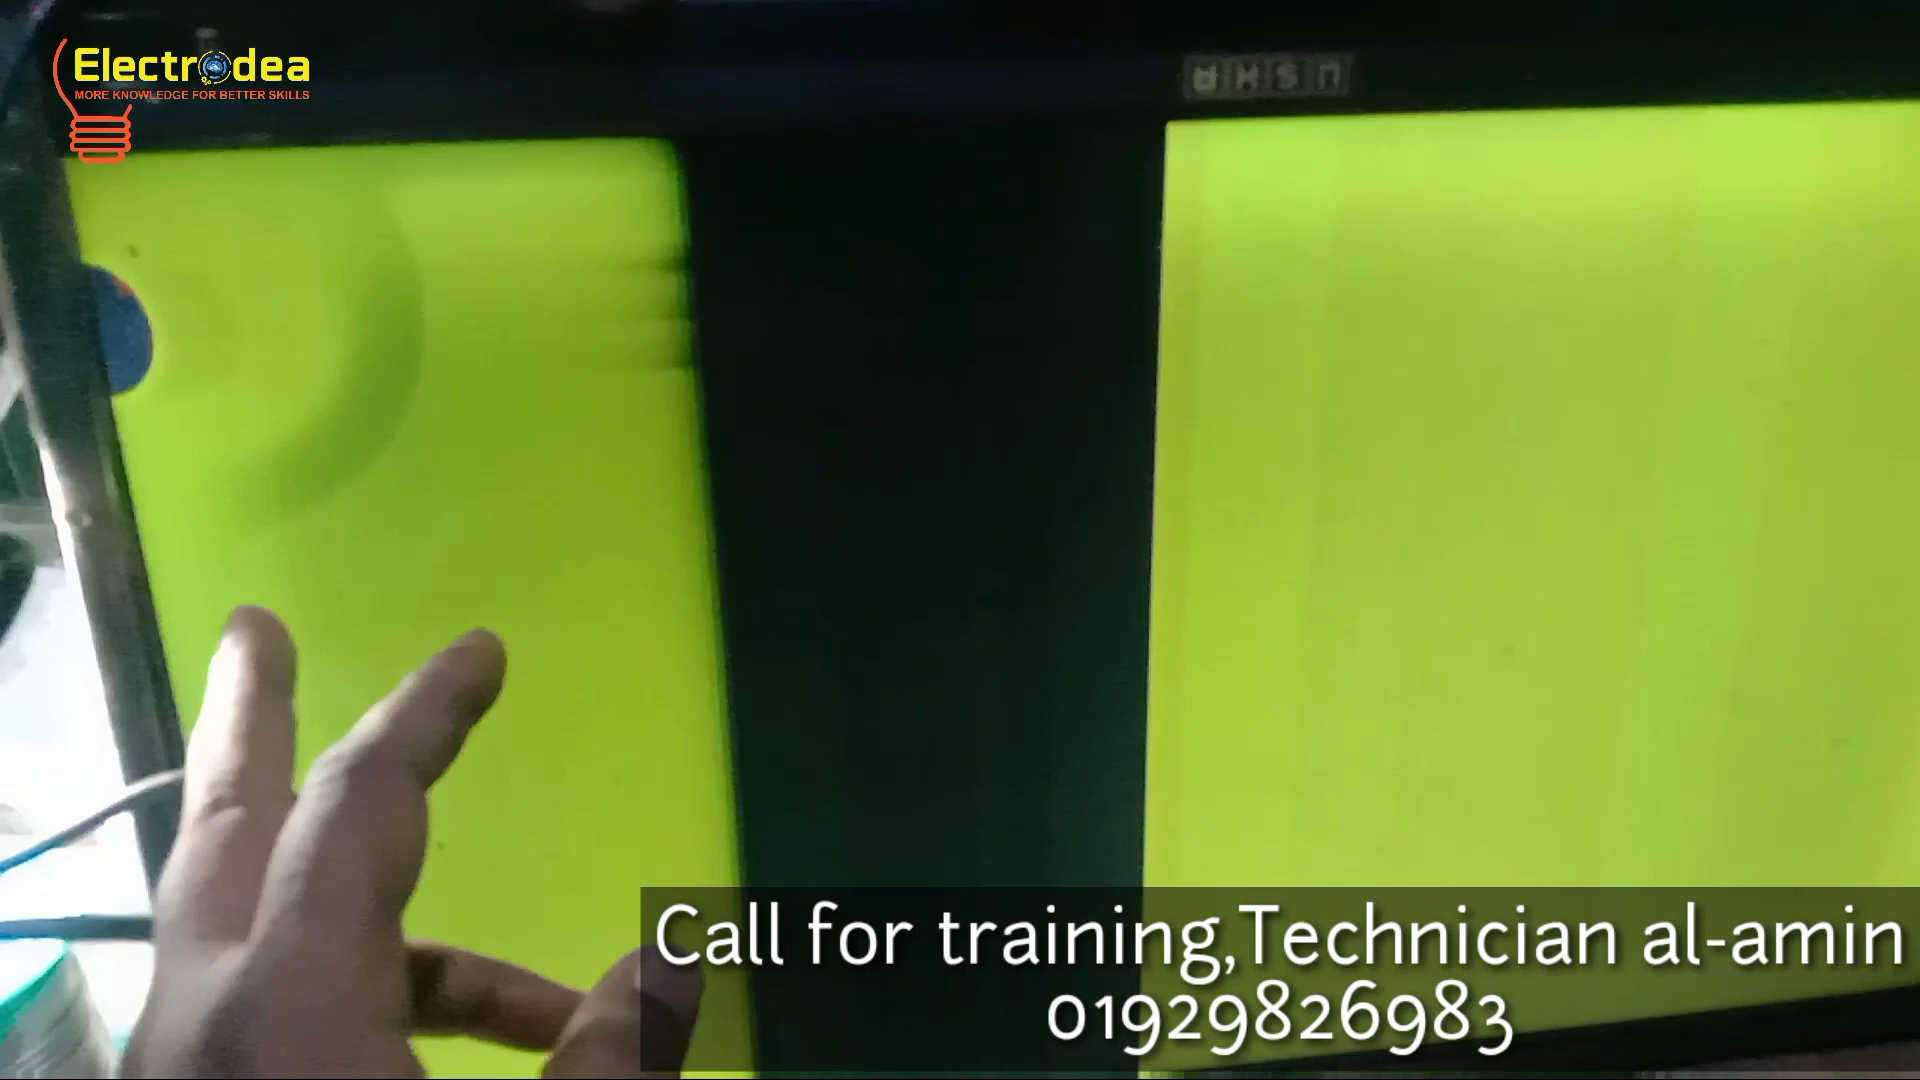 Electrodea
MORE KNOWLEDGE FOR BETTER SKILLS
Call for training,Technician al-amin
01929826983